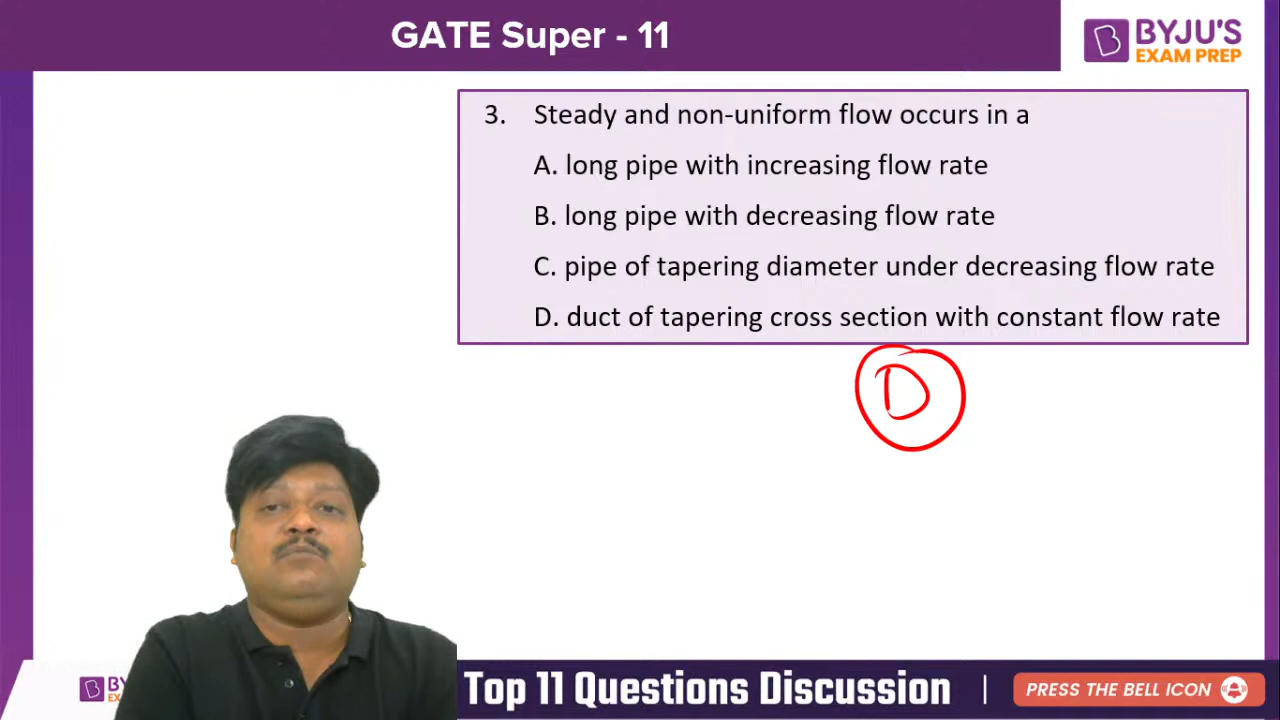 GATE Super - 11
BYJU'S
EXAM PREP
3. Steady and non-uniform flow occurs in a
A. long pipe with increasing flow rate
B. long pipe with decreasing flow rate
C. pipe of tapering diameter under decreasing flow rate
D. duct of tapering cross section with constant flow rate
D
BY
EX
Top 11 Questions Discussion | PRESS THE BELL ICON